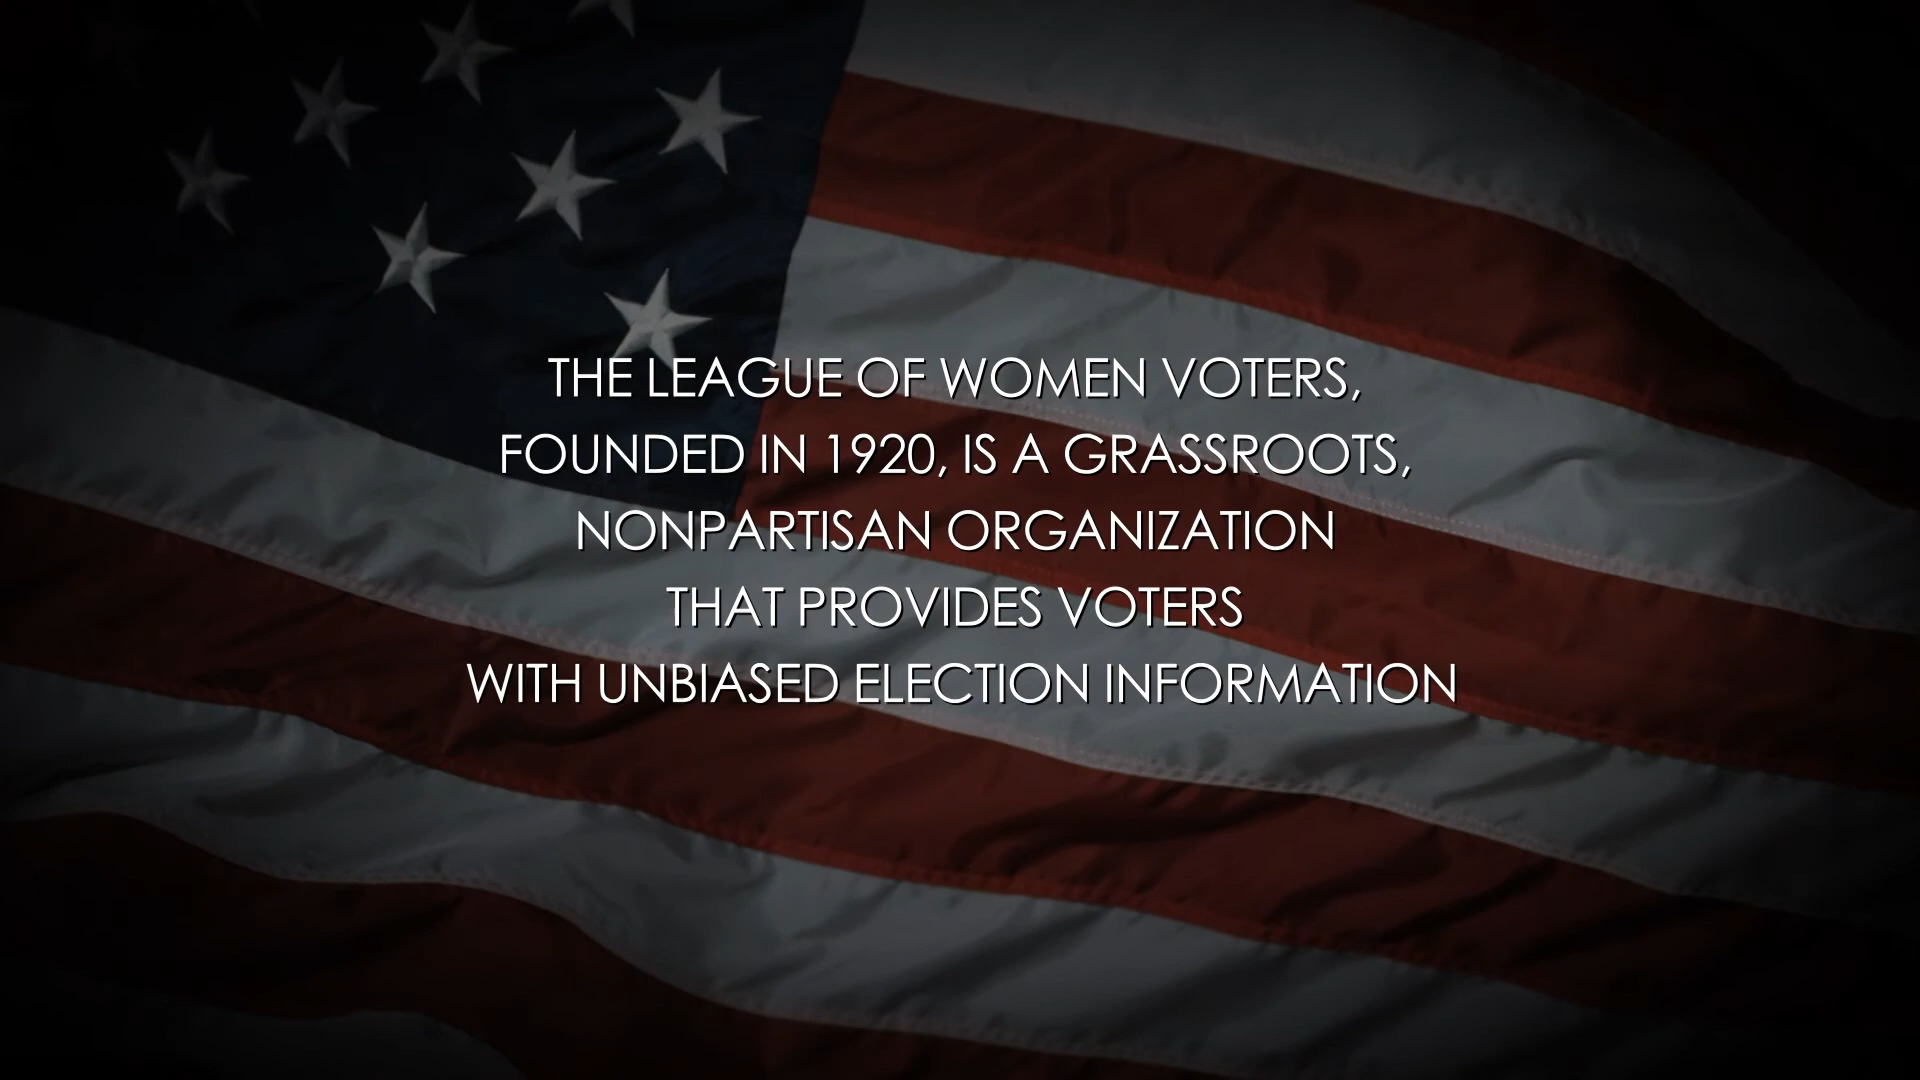 THE LEAGUE OF WOMEN VOTERS,
FOUNDED IN 1920, IS A GRASSROOTS,
NONPARTISAN ORGANIZATION
THAT PROVIDES VOTERS
WITH UNBIASED ELECTION INFORMATION